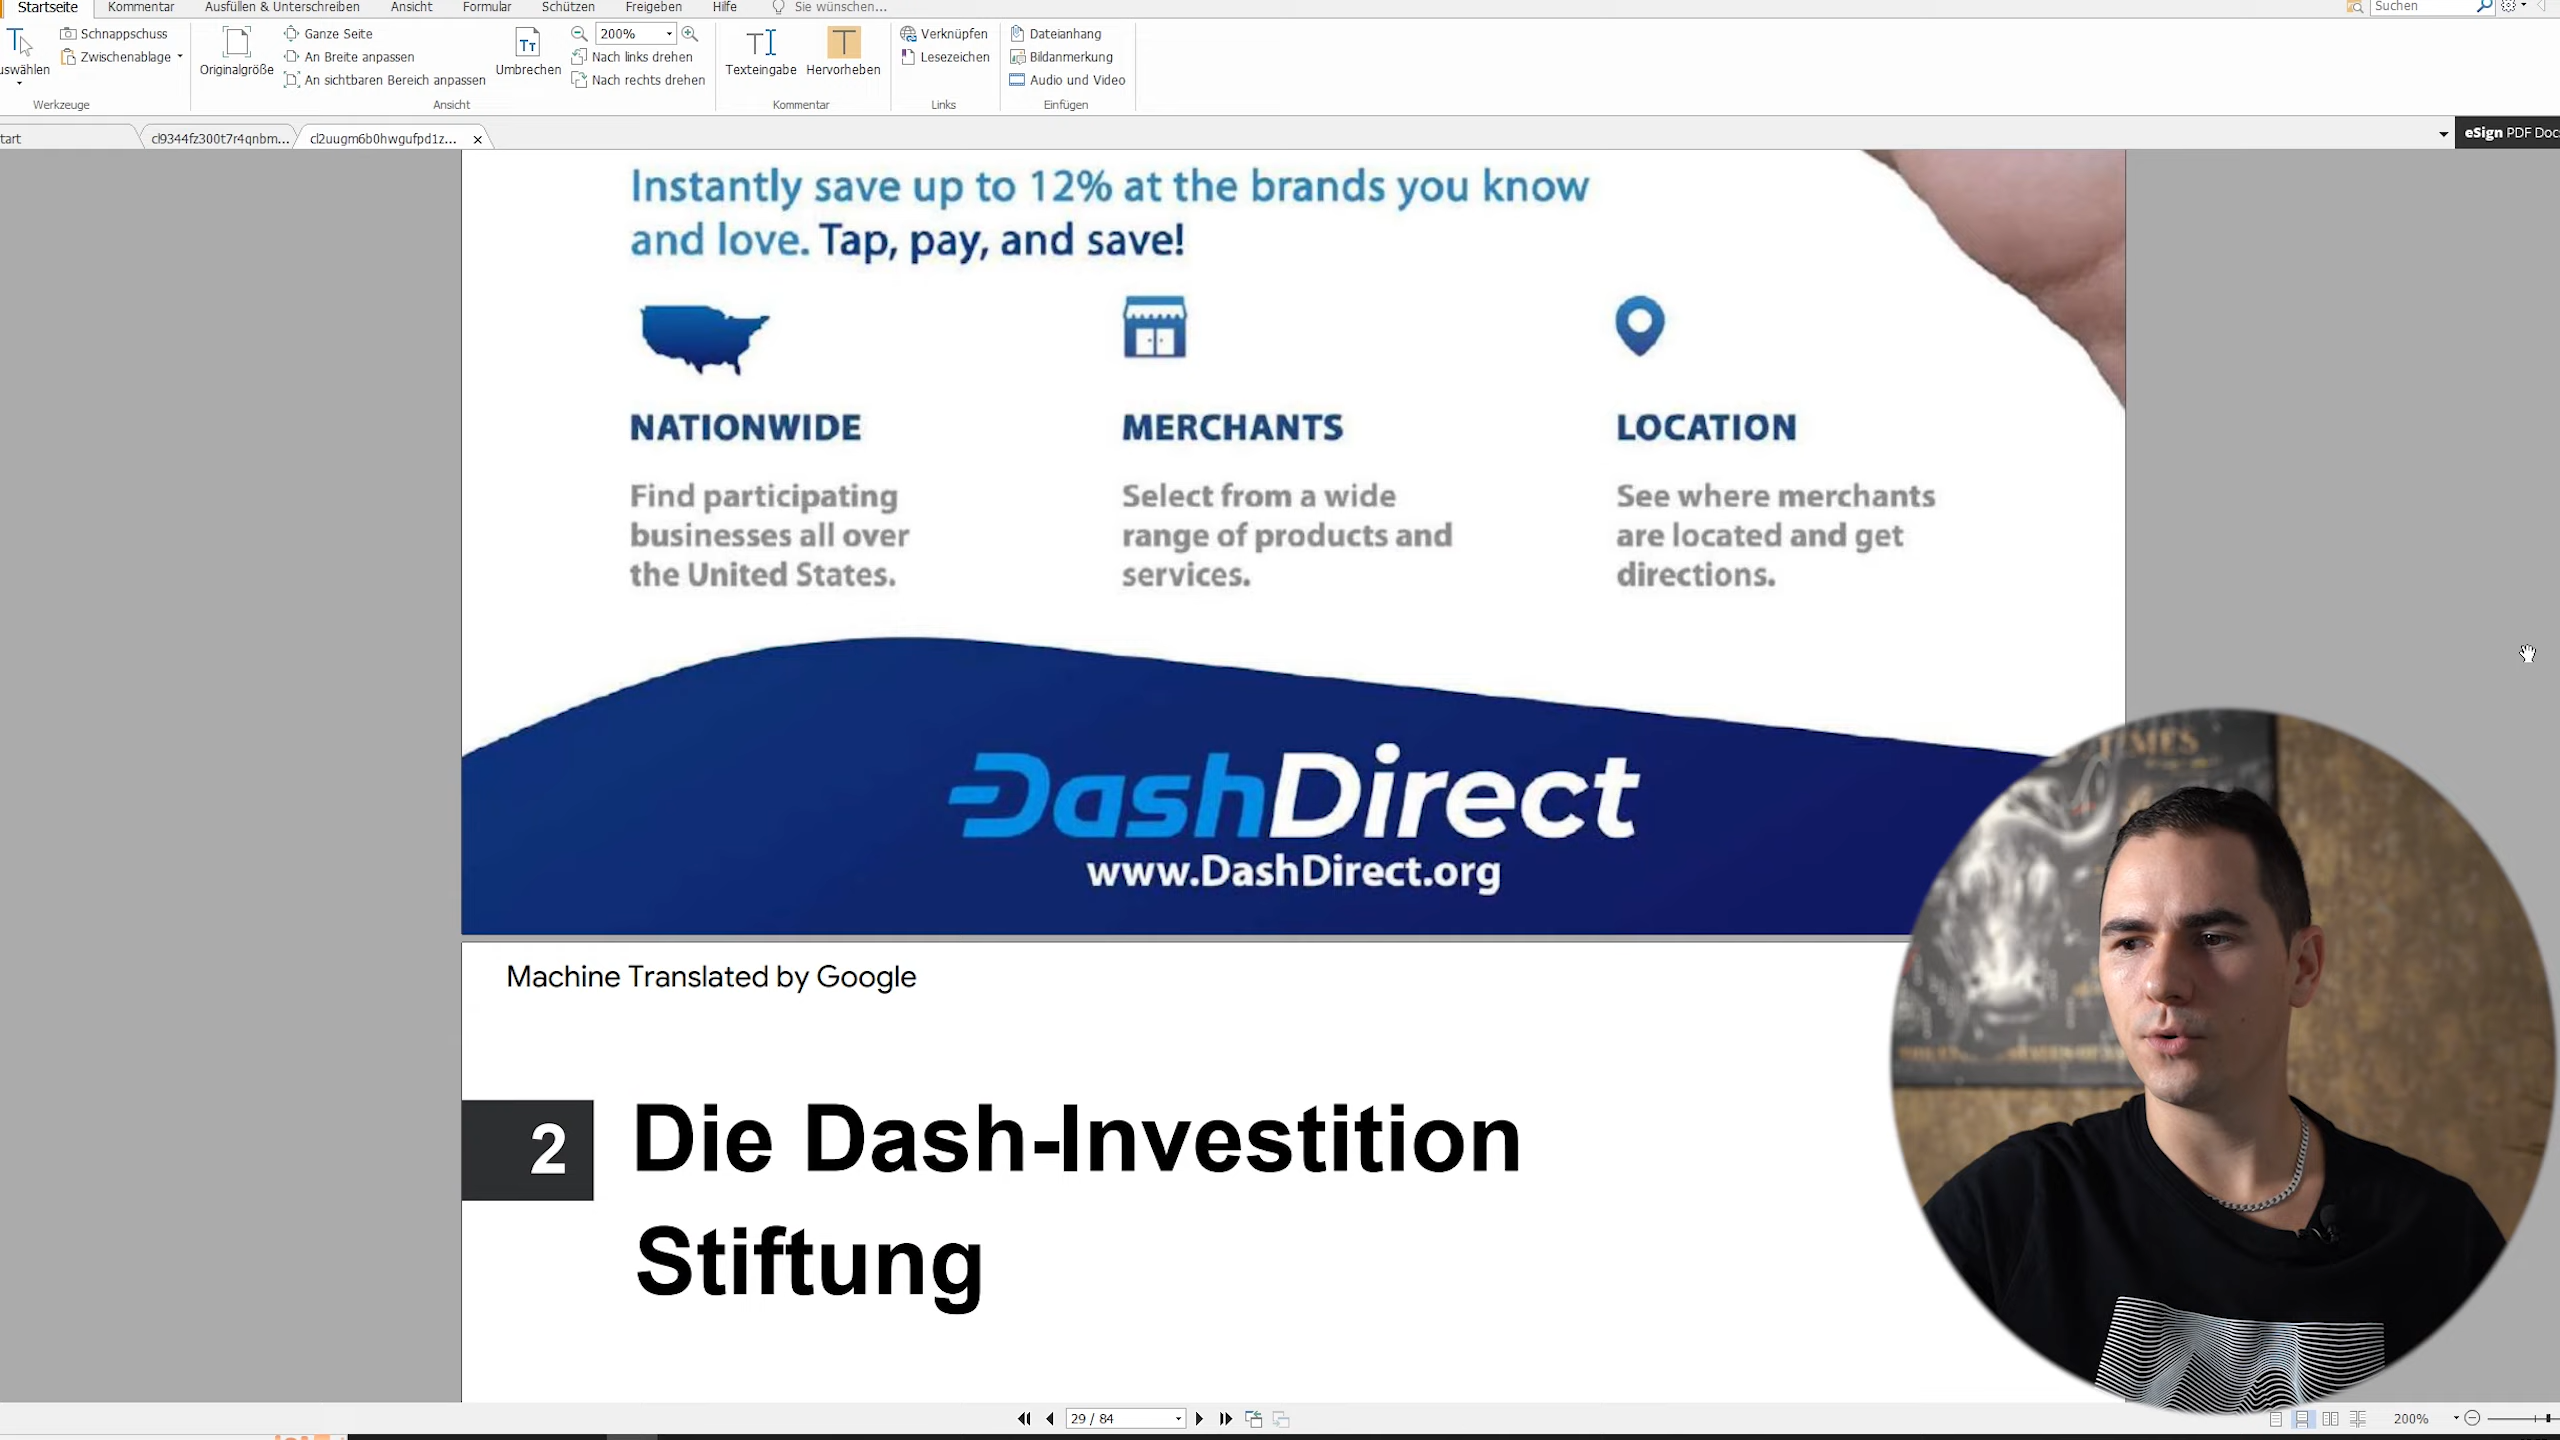 Startseite Kommentar Ausfüllen & Unterschreiben Ansicht Formular Schützen Freigeben Hilfe Sie wünschen... Suchen
Schnappschuss
Zwischenablage
Werkzeuge
Originalgröße
Ganze Seite
An Breite anpassen
An sichtbaren Bereich anpassen
Umbrechen
200%
Nach links drehen
Nach rechts drehen
Ansicht
Texteingabe Hervorheben
Kommentar
Verknüpfen
Lesezeichen
Links
Dateianhang
Bildanmerkung
Audio und Video
Einfügen
eSign PDF
Instantly save up to 12% at the brands you know
and love. Tap, pay, and save!
NATIONWIDE
Find participating
businesses all over
the United States.
MERCHANTS
Select from a wide
range of products and
services.
LOCATION
See where merchants
are located and get
directions.
DashDirect
www.DashDirect.org
Machine Translated by Google
2 Die Dash-Investition
Stiftung
29 / 84
200%